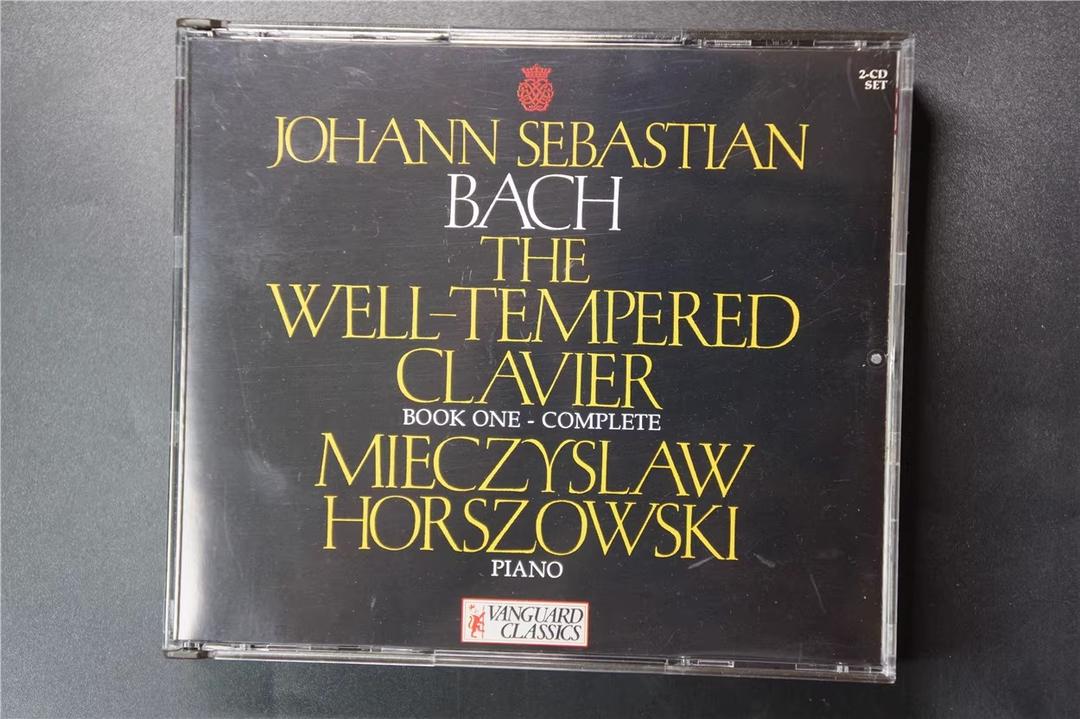 2-CD
SET
JOHANN SEBASTIAN
BACH
THE
WELL-TEMPERED
CLAVIER
BOOK ONE - COMPLETE
MIECZYSLAW
HORSZOWSKI
PIANO
VANGUARD
CLASSICS